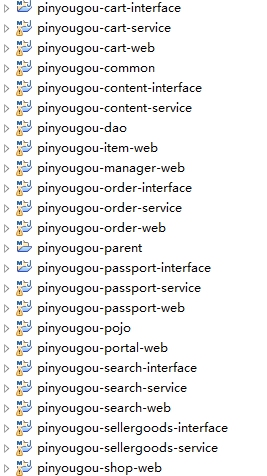 pinyougou-cart-interface
pinyougou-cart-service
pinyougou-cart-web
pinyougou-common
pinyougou-content-interface
pinyougou-content-service
pinyougou-dao
pinyougou-item-web
pinyougou-manager-web
pinyougou-order-interface
pinyougou-order-service
pinyougou-order-web
pinyougou-parent
pinyougou-passport-interface
pinyougou-passport-service
pinyougou-passport-web
pinyougou-pojo
pinyougou-portal-web
pinyougou-search-interface
pinyougou-search-service
pinyougou-search-web
pinyougou-sellergoods-interface
pinyougou-sellergoods-service
pinyougou-shop-web